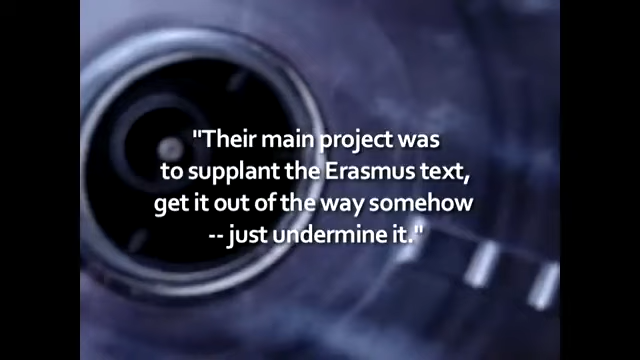 "Their main project was
to supplant the Erasmus text,
get it out of the way somehow
-- just undermine it."